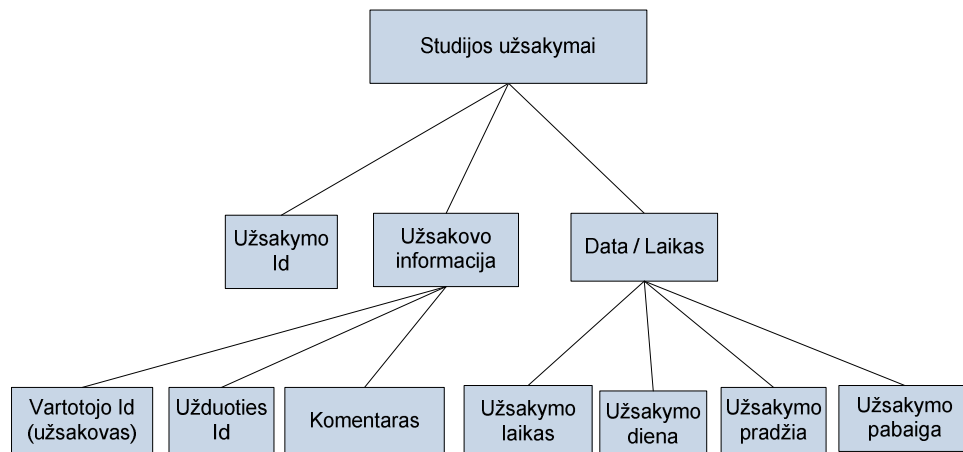 Studijos užsakymai
Užsakymo
Id
Užsakovo
informacija
Data / Laikas
Vartotojo Id
(užsakovas)
Užduoties
Id
Komentaras
Užsakymo
laikas
Užsakymo
diena
Užsakymo
pradžia
Užsakymo
pabaiga